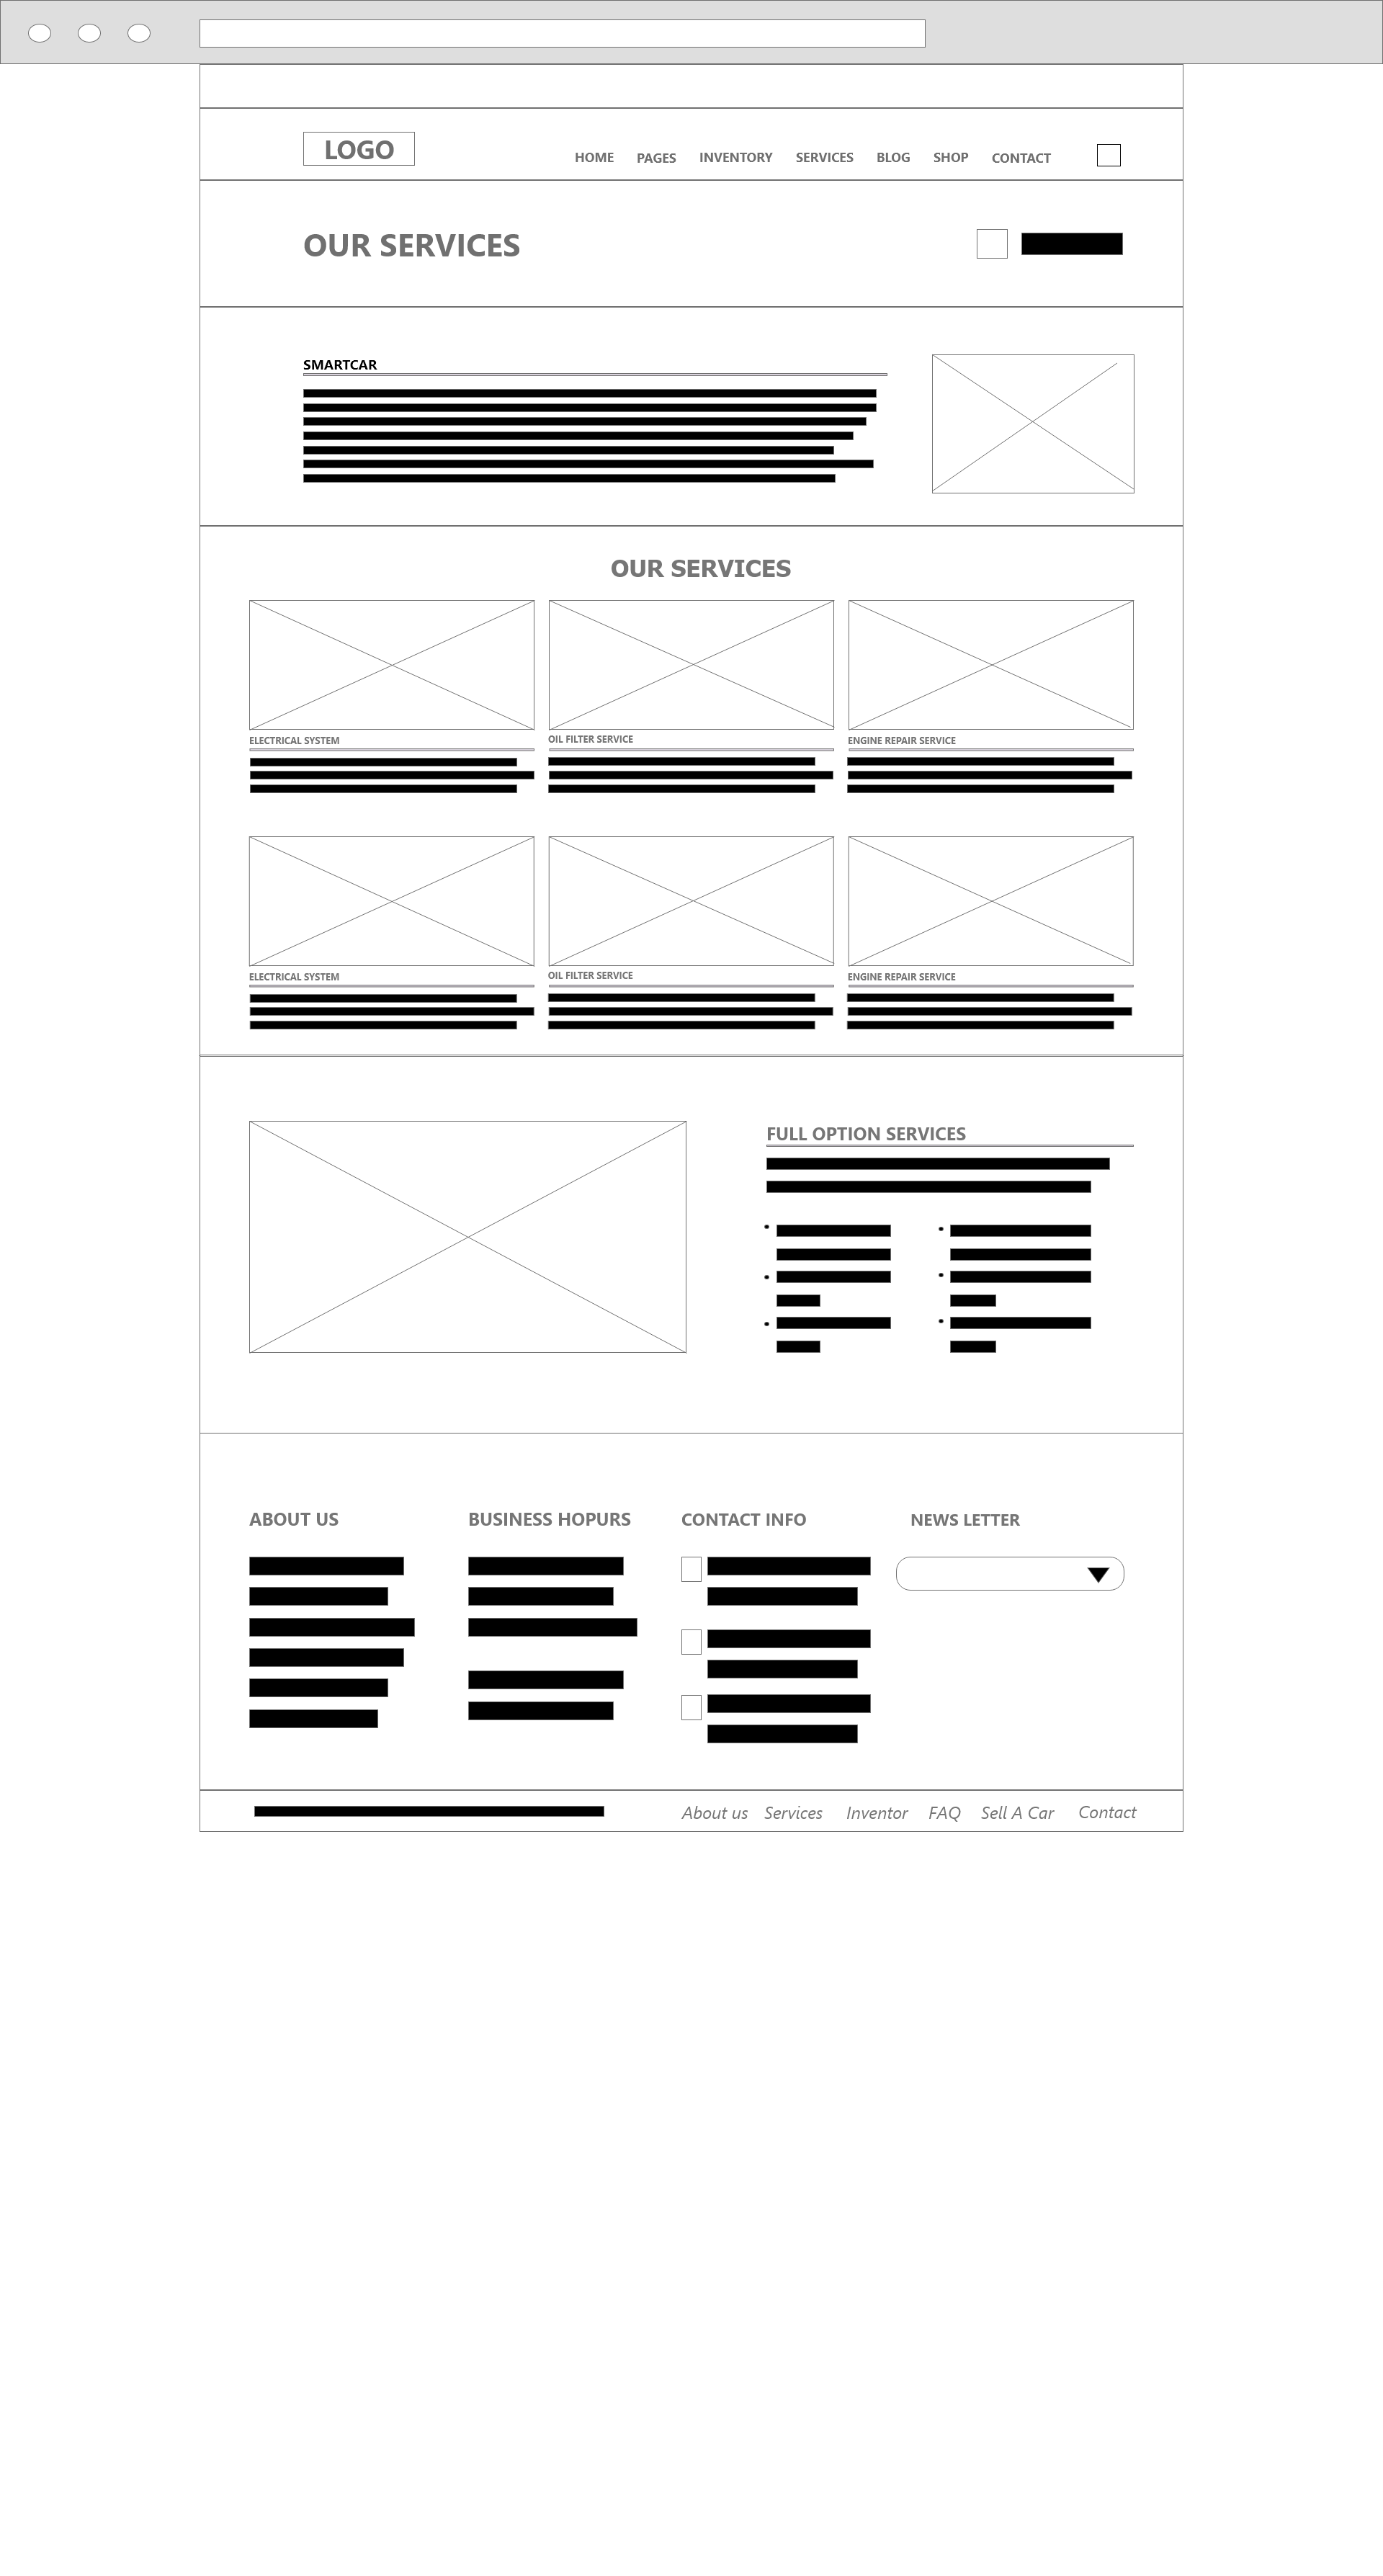 LOGO
HOME PAGES INVENTORY SERVICES BLOG SHOP CONTACT
OUR SERVICES
SMARTCAR
OUR SERVICES
ELECTRICAL SYSTEM OIL FILTER SERVICE ENGINE REPAIR SERVICE
ELECTRICAL SYSTEM OIL FILTER SERVICE ENGINE REPAIR SERVICE
FULL OPTION SERVICES
ABOUT US BUSINESS HOPURS CONTACT INFO NEWS LETTER
About us Services Inventor FAQ Sell A Car Contact